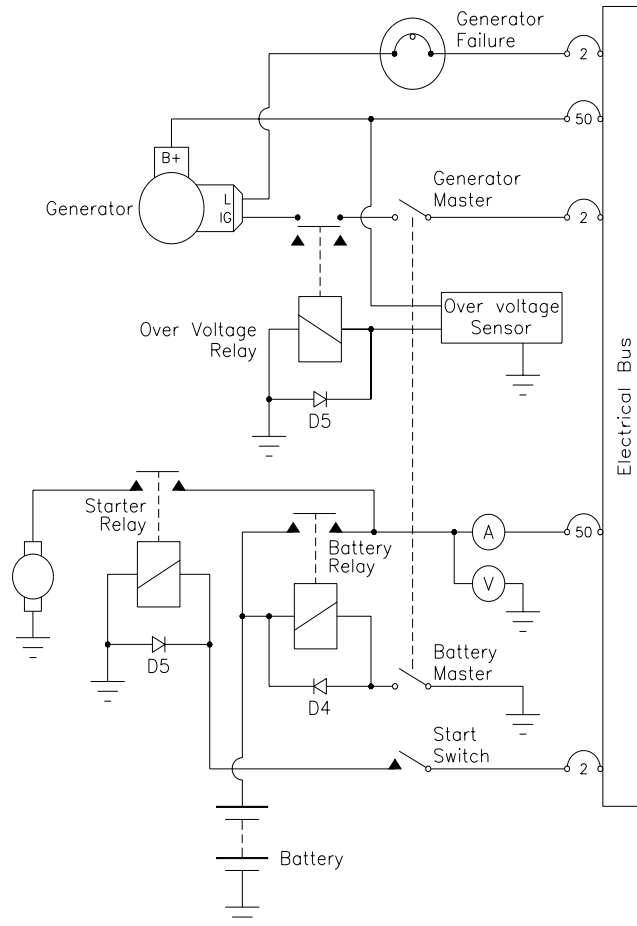 Generator
Failure
2
50
B+
L
IG
Generator
Generator
Master
2
Over voltage
Sensor
Over Voltage
Relay
D5
Electrical Bus
Starter
Relay
Battery
Relay
A
50
V
D5
D4
Battery
Master
Start
Switch
2
Battery